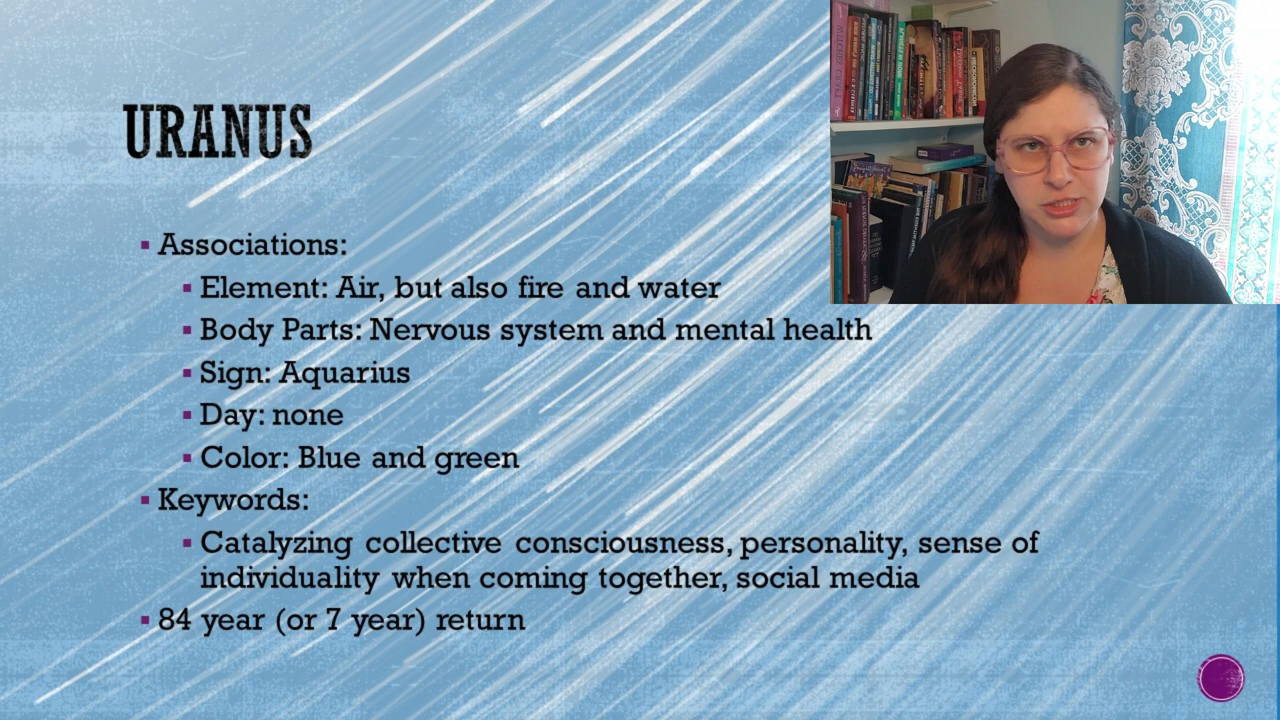 URANUS
Associations:
Element: Air, but also fire and water
Body Parts: Nervous system and mental health
Sign: Aquarius
Day: none
Color: Blue and green
Keywords:
Catalyzing collective consciousness, personality, sense of
individuality when coming together, social media
84 year (or 7 year) return